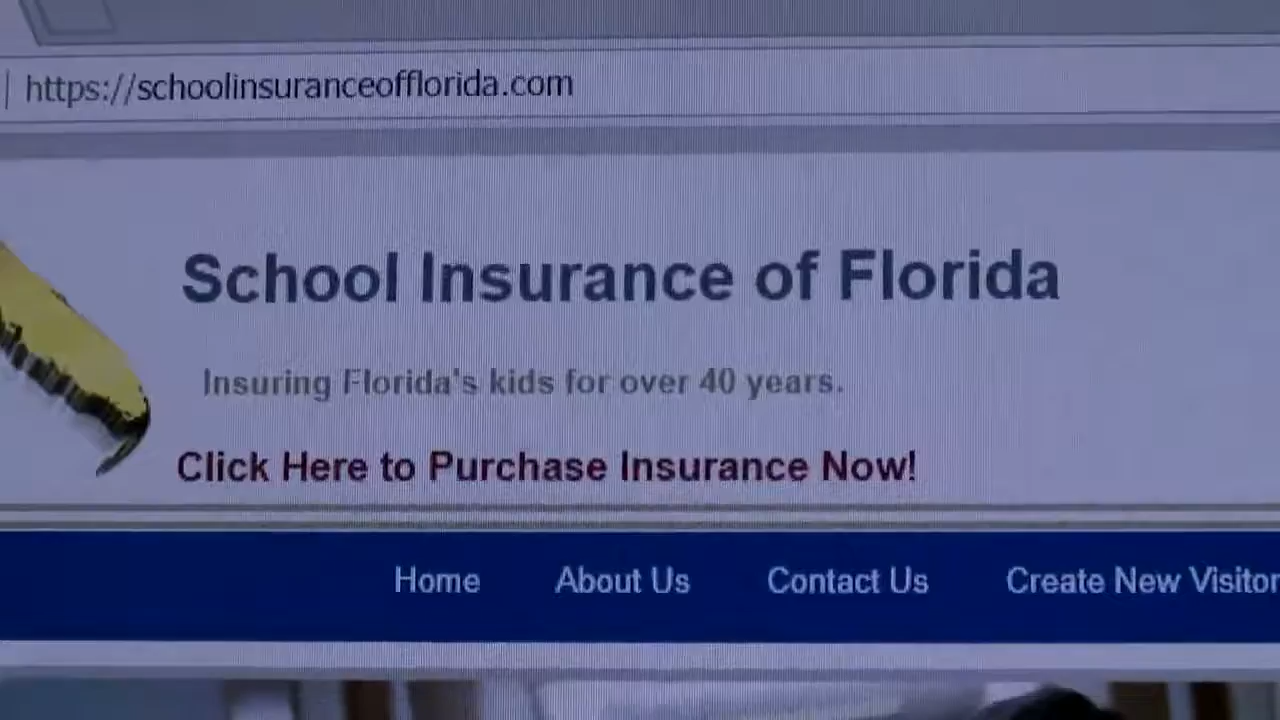 https://schoolinsuranceofflorida.com
School Insurance of Florida
Insuring Florida's kids for over 40 years.
Click Here to Purchase Insurance Now!
Home About Us Contact Us Create New Visitor